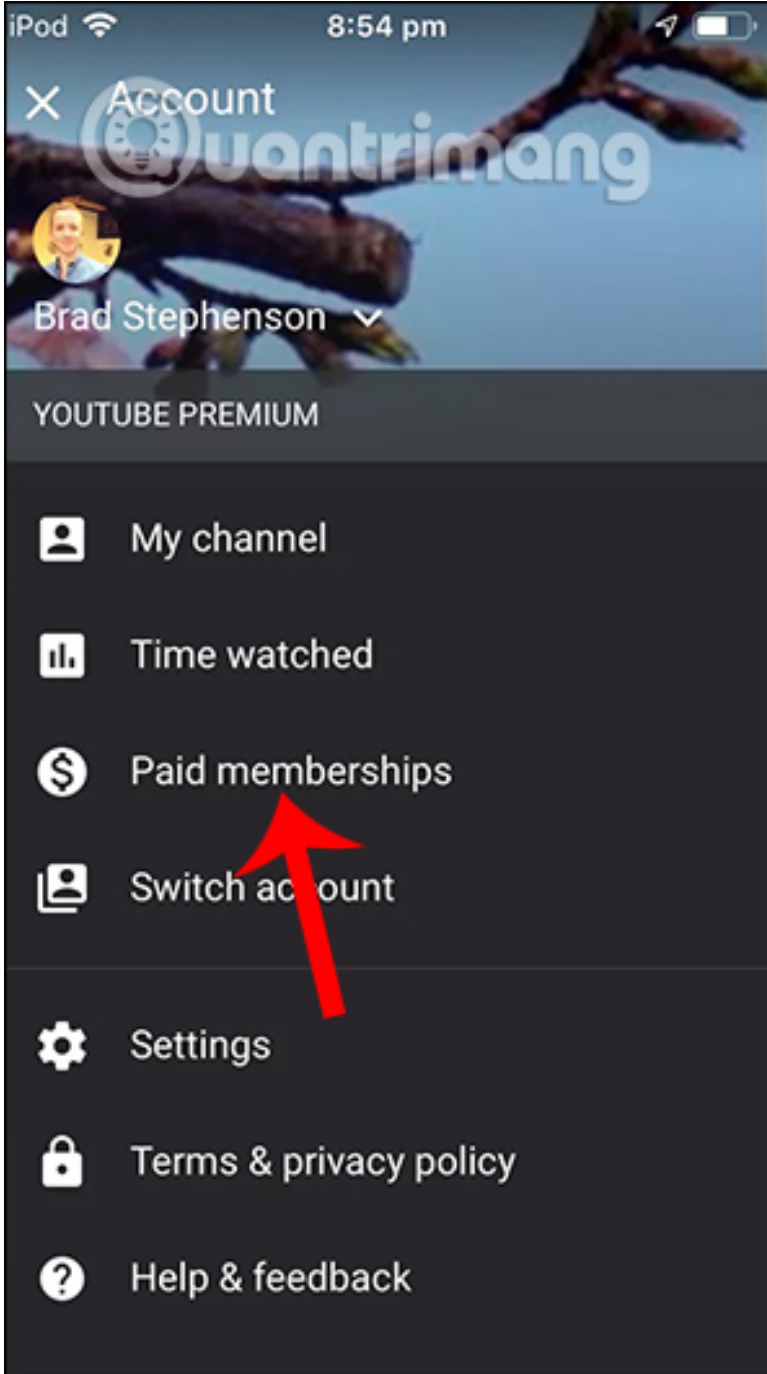 iPod 8:54 pm
Account
Quantrimang
Brad Stephenson
YOUTUBE PREMIUM
My channel
Time watched
Paid memberships
Switch account
Settings
Terms & privacy policy
Help & feedback